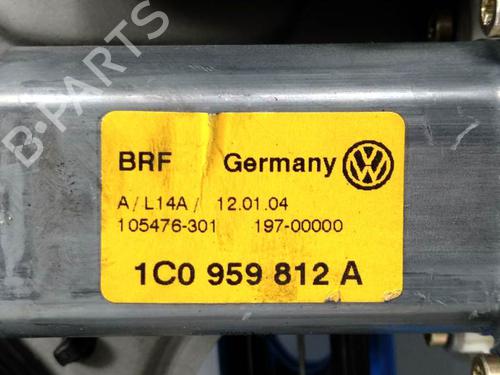 B-PARTS
BRF Germany
A/L14A/ 12.01.04
105476-301 197-00000
1C0 959 812 A